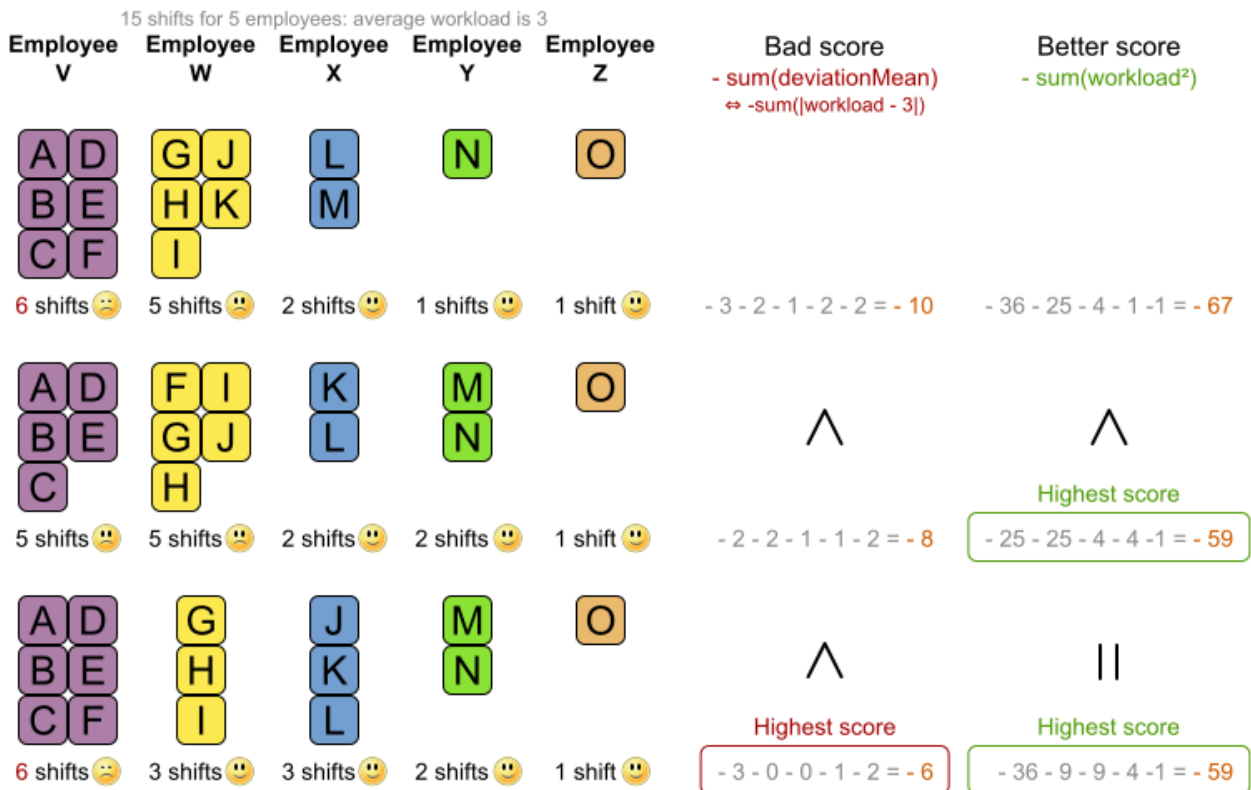 15 shifts for 5 employees: average workload is 3
Employee V
Employee W
Employee X
Employee Y
Employee Z
Bad score
- sum(deviationMean)
⇔ -sum(|workload - 3|)
Better score
- sum(workload²)
A D
B E
C F
G J
H K
I
L
M
N
O
6 shifts
5 shifts
2 shifts
1 shifts
1 shift
- 3 - 2 - 1 - 2 - 2 = - 10
- 36 - 25 - 4 - 1 -1 = - 67
A D
B E
C
F I
G J
H
K
L
M
N
O
5 shifts
5 shifts
2 shifts
2 shifts
1 shift
- 2 - 2 - 1 - 1 - 2 = - 8
Highest score
- 25 - 25 - 4 - 4 -1 = - 59
A D
B E
C F
G
H
I
J
K
L
M
N
O
6 shifts
3 shifts
3 shifts
2 shifts
1 shift
Highest score
- 3 - 0 - 0 - 1 - 2 = - 6
Highest score
- 36 - 9 - 9 - 4 -1 = - 59